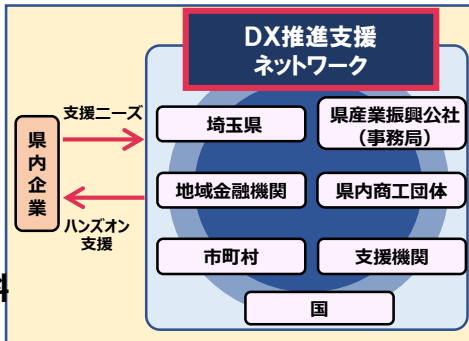 DX推進支援
ネットワーク
支援ニーズ
県内企業
ハンズオン
支援
埼玉県
県産業振興公社
（事務局）
地域金融機関
県内商工団体
市町村
支援機関
国